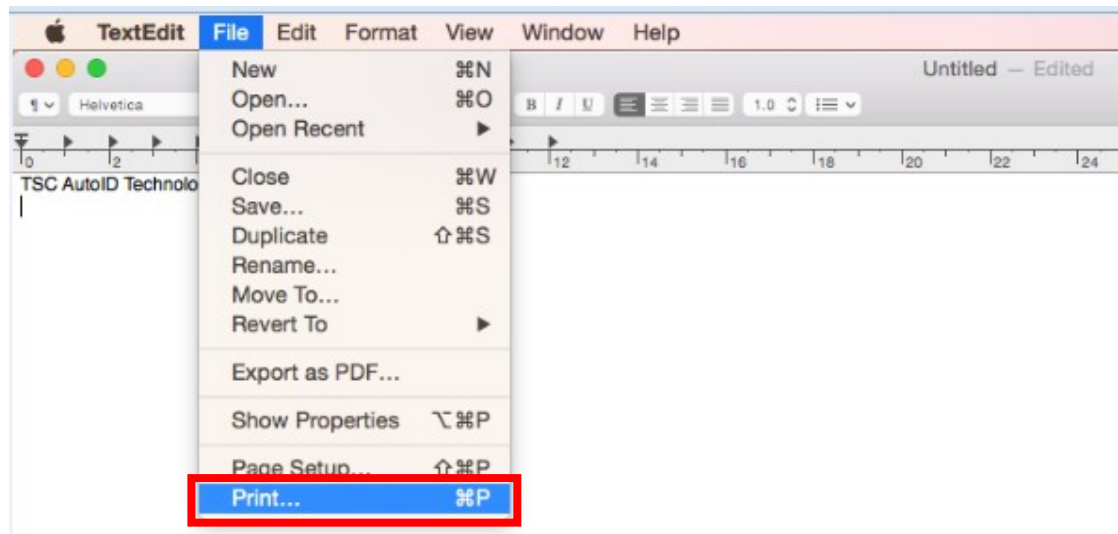 TextEdit File Edit Format View Window Help
Untitled — Edited
¶ Helvetica B I U 1.0
0 2 12 14 16 18 20 22 24
TSC AutoID Technolo
New ⌘N
Open... ⌘O
Open Recent ▶
Close ⌘W
Save... ⌘S
Duplicate ⇧⌘S
Rename...
Move To...
Revert To ▶
Export as PDF...
Show Properties ⌥⌘P
Page Setup... ⇧⌘P
Print... ⌘P